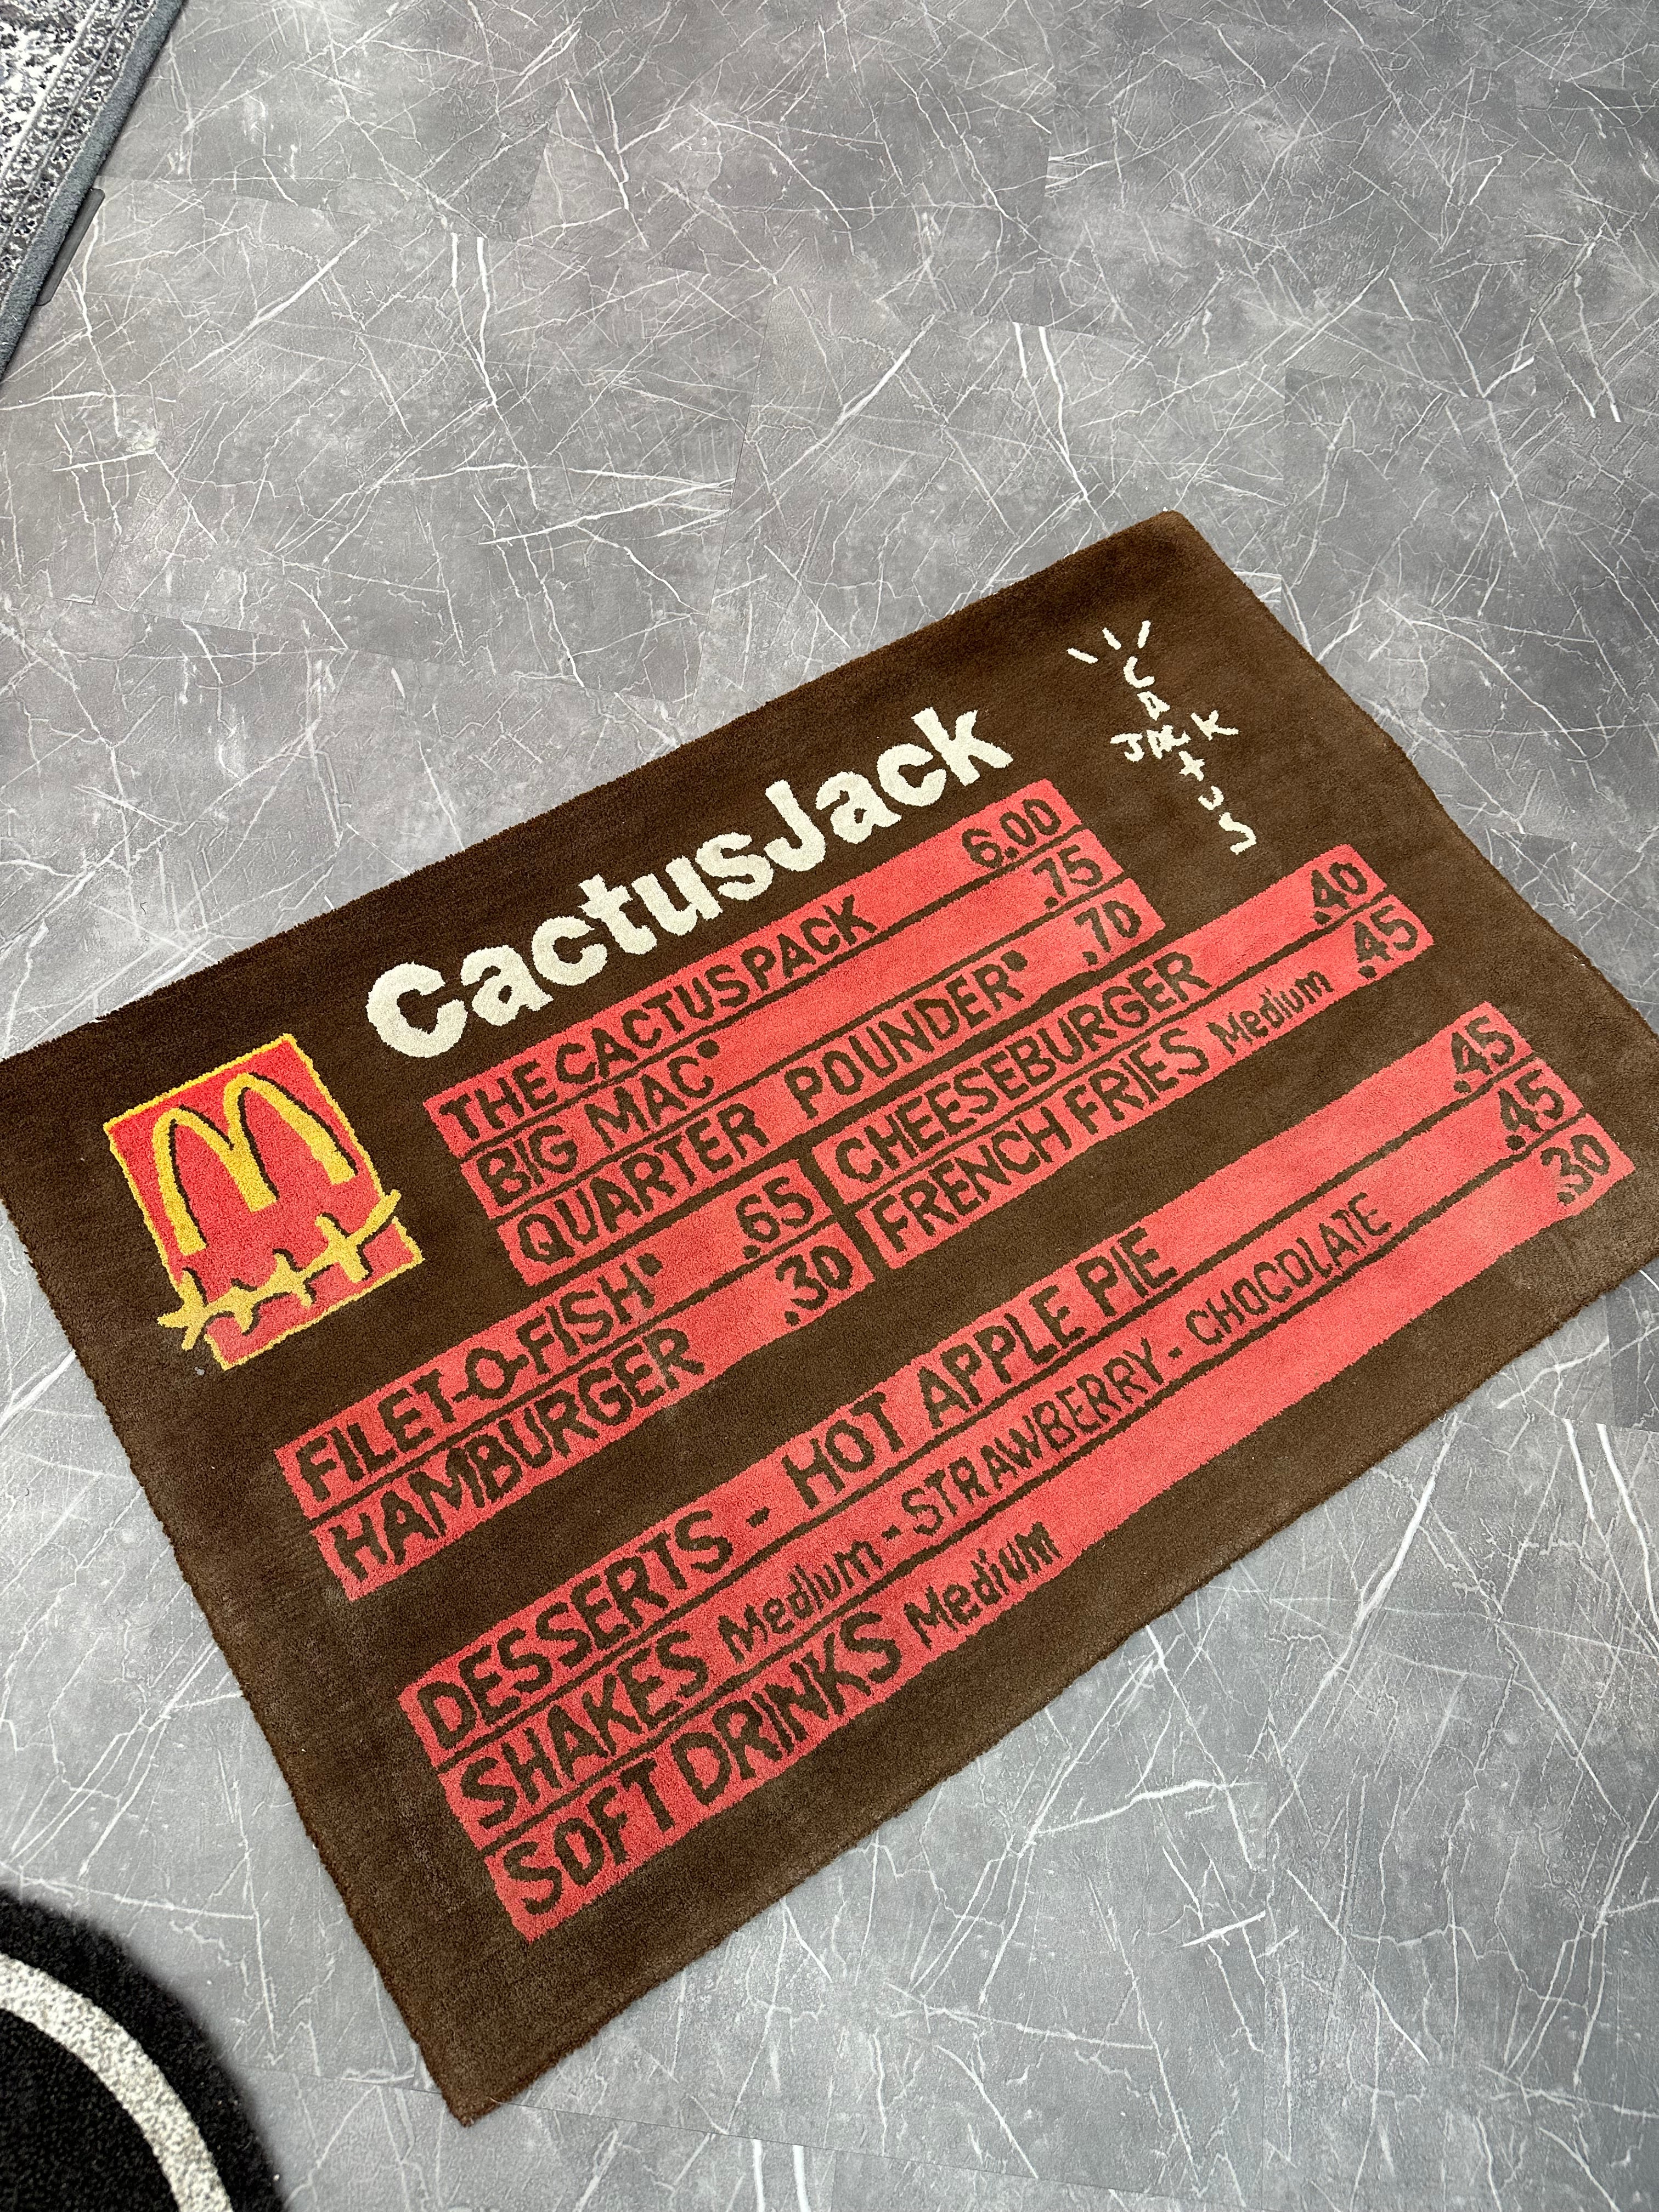 CactusJack
CACTUS
JACK
THE CACTUS PACK 6.00
BIG MAC .75
QUARTER POUNDER .70
FILET-O-FISH .65
CHEESEBURGER .40
HAMBURGER .30
FRENCH FRIES Medium .45
DESSERTS - HOT APPLE PIE .45
SHAKES Medium - STRAWBERRY - CHOCOLATE .45
SOFT DRINKS Medium .30